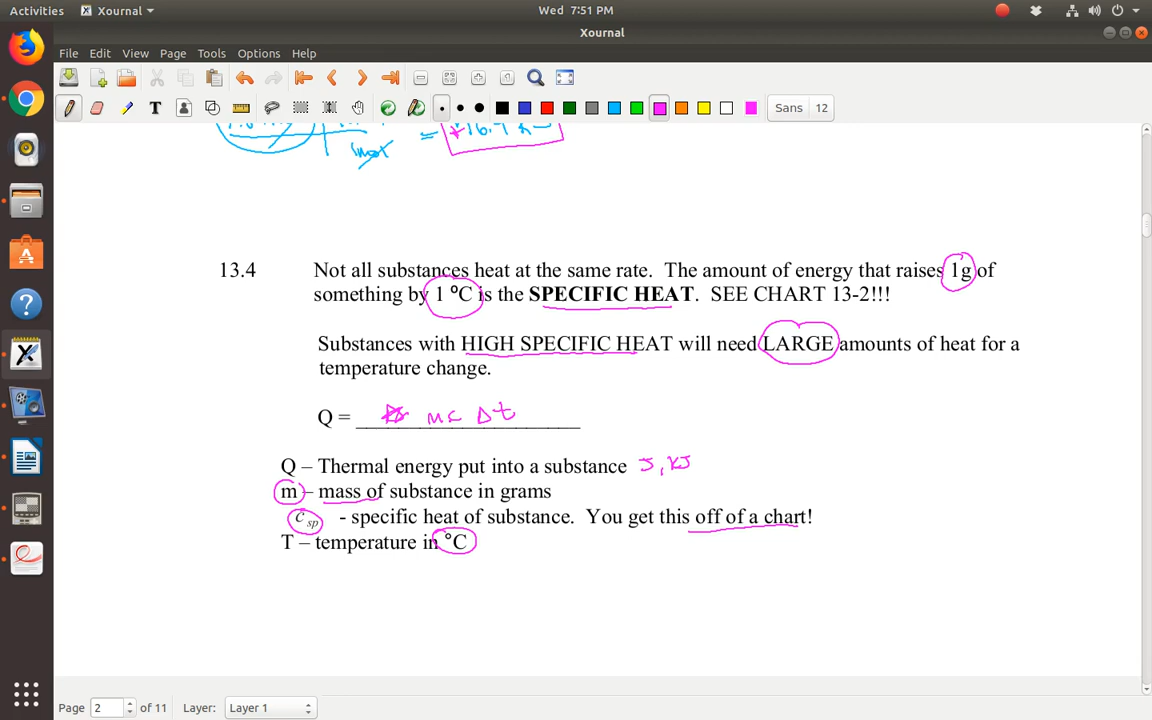 Activities Xournal Wed 7:51 PM
Xournal
File Edit View Page Tools Options Help
Sans 12
=
mol
13.4 Not all substances heat at the same rate. The amount of energy that raises 1g of
something by 1 °C is the SPECIFIC HEAT. SEE CHART 13-2!!!
Substances with HIGH SPECIFIC HEAT will need LARGE amounts of heat for a
temperature change.
Q = mc Δt
Q – Thermal energy put into a substance J, kJ
m – mass of substance in grams
c sp - specific heat of substance. You get this off of a chart!
T – temperature in °C
Page 2 of 11 Layer: Layer 1